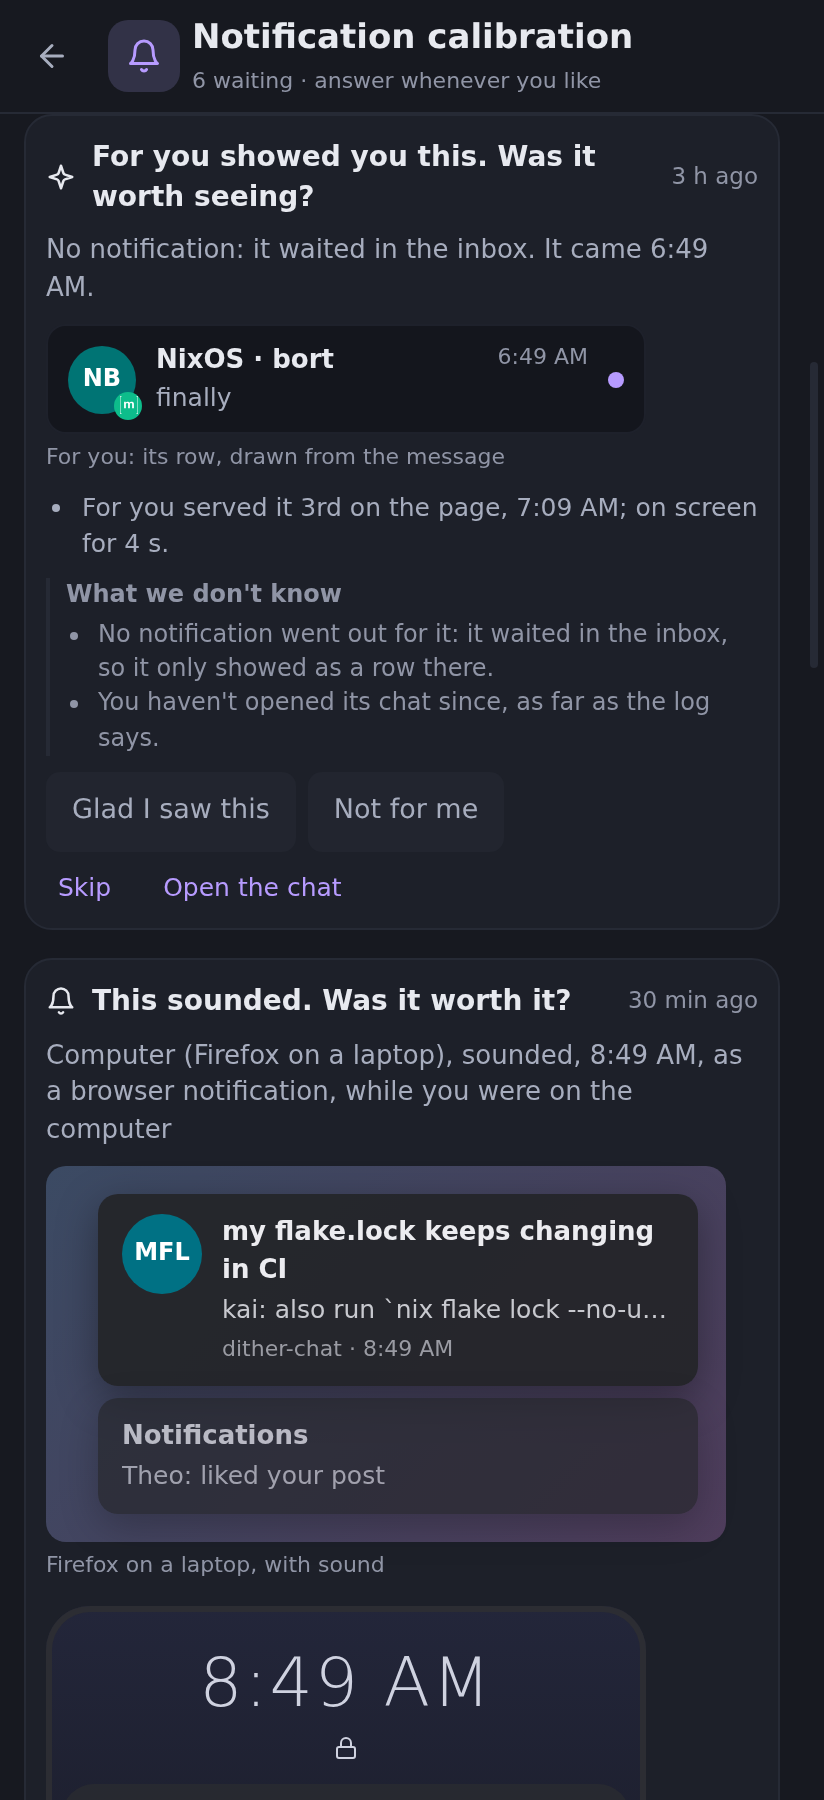 Notification calibration
6 waiting · answer whenever you like
For you showed you this. Was it
worth seeing?
3 h ago
No notification: it waited in the inbox. It came 6:49
AM.
NB
m
NixOS · bort
6:49 AM
finally
For you: its row, drawn from the message
• For you served it 3rd on the page, 7:09 AM; on screen
for 4 s.
What we don't know
• No notification went out for it: it waited in the inbox,
so it only showed as a row there.
• You haven't opened its chat since, as far as the log
says.
Glad I saw this
Not for me
Skip
Open the chat
This sounded. Was it worth it?
30 min ago
Computer (Firefox on a laptop), sounded, 8:49 AM, as
a browser notification, while you were on the
computer
MFL
my flake.lock keeps changing
in CI
kai: also run `nix flake lock --no-u…
dither-chat · 8:49 AM
Notifications
Theo: liked your post
Firefox on a laptop, with sound
8:49 AM